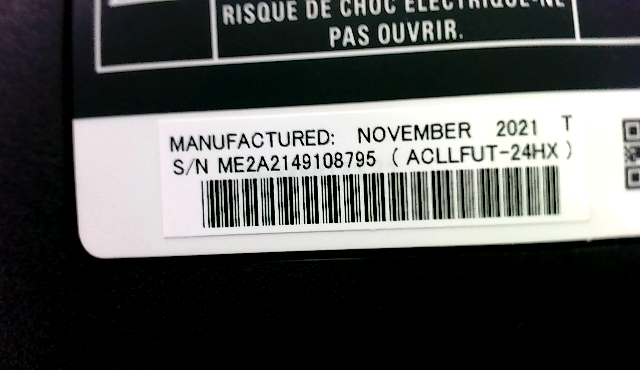 RISQUE DE CHOC ELECTRIQUE-NE
PAS OUVRIR.
MANUFACTURED: NOVEMBER 2021 T
S/N ME2A2149108795 ( ACLLFUT-24HX )